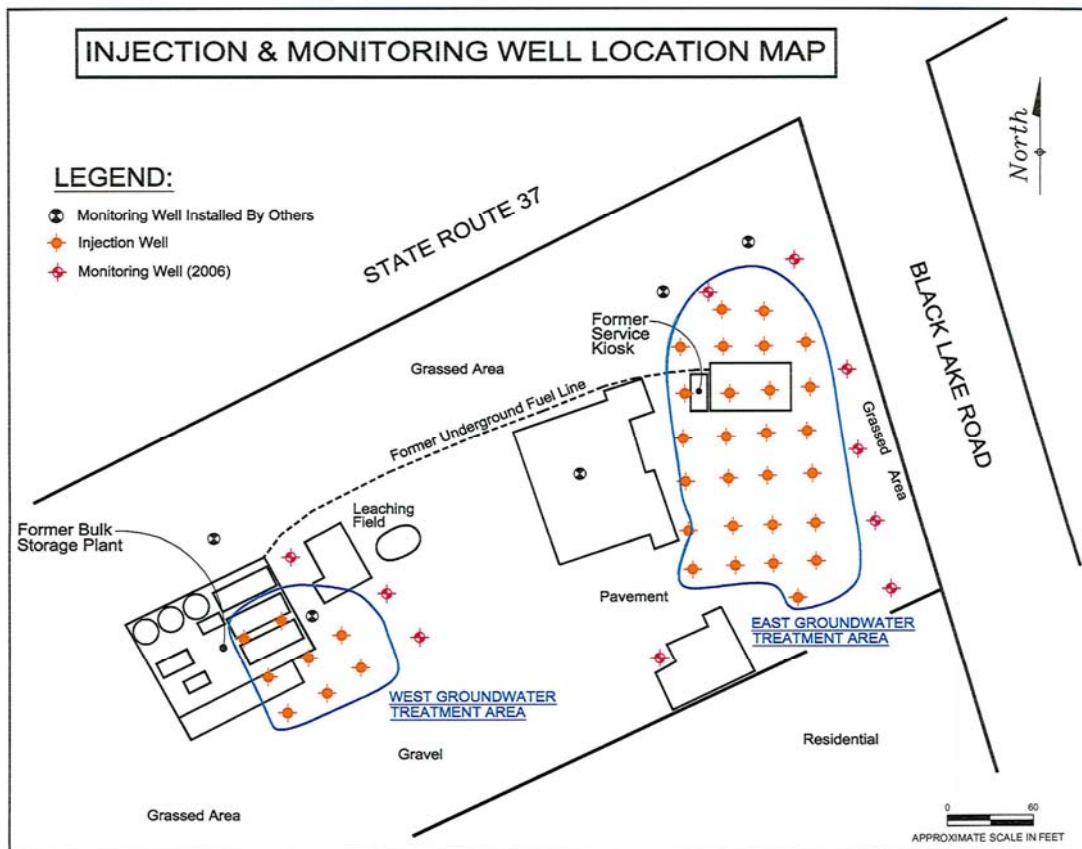 INJECTION & MONITORING WELL LOCATION MAP
North
LEGEND:
Monitoring Well Installed By Others
Injection Well
Monitoring Well (2006)
STATE ROUTE 37
BLACK LAKE ROAD
Former
Service
Kiosk
Grassed Area
Former Underground Fuel Line
Grassed
Area
Leaching
Field
Former Bulk
Storage Plant
Pavement
EAST GROUNDWATER
TREATMENT AREA
WEST GROUNDWATER
TREATMENT AREA
Residential
Gravel
Grassed Area
0
60
APPROXIMATE SCALE IN FEET